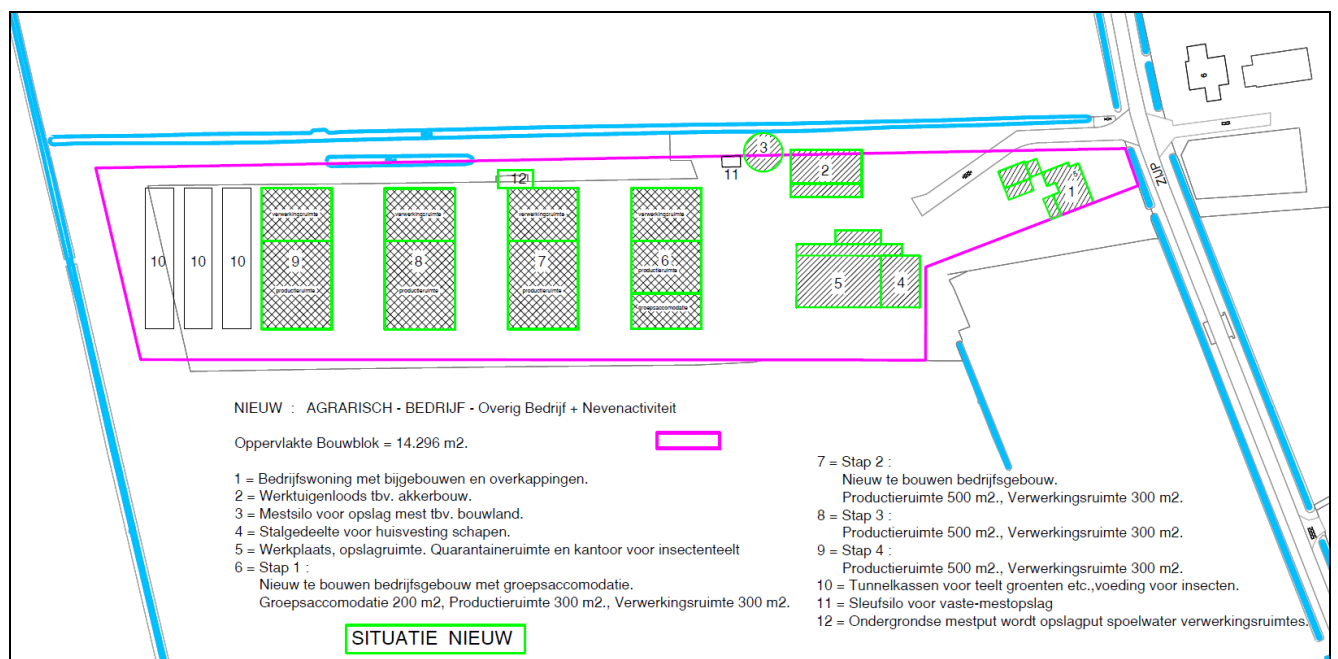 6
ZIJP
3
11
2
12
5
1
verwerkingsruimte
verwerkingsruimte
verwerkingsruimte
verwerkingsruimte
10
10
10
9
8
7
6
5
4
productieruimte
productieruimte
productieruimte
productieruimte
groepsaccomodatie
NIEUW : AGRARISCH - BEDRIJF - Overig Bedrijf + Nevenactiviteit
Oppervlakte Bouwblok = 14.296 m2.
1 = Bedrijfswoning met bijgebouwen en overkappingen.
2 = Werktuigenloods tbv. akkerbouw.
3 = Mestsilo voor opslag mest tbv. bouwland.
4 = Stalgedeelte voor huisvesting schapen.
5 = Werkplaats, opslagruimte. Quarantaineruimte en kantoor voor insectenteelt
6 = Stap 1 :
Nieuw te bouwen bedrijfsgebouw met groepsaccomodatie.
Groepsaccomodatie 200 m2, Productieruimte 300 m2., Verwerkingsruimte 300 m2.
7 = Stap 2 :
Nieuw te bouwen bedrijfsgebouw.
Productieruimte 500 m2., Verwerkingsruimte 300 m2.
8 = Stap 3 :
Productieruimte 500 m2., Verwerkingsruimte 300 m2.
9 = Stap 4 :
Productieruimte 500 m2., Verwerkingsruimte 300 m2.
10 = Tunnelkassen voor teelt groenten etc.,voeding voor insecten.
11 = Sleufsilo voor vaste-mestopslag
12 = Ondergrondse mestput wordt opslagput spoelwater verwerkingsruimtes.
SITUATIE NIEUW